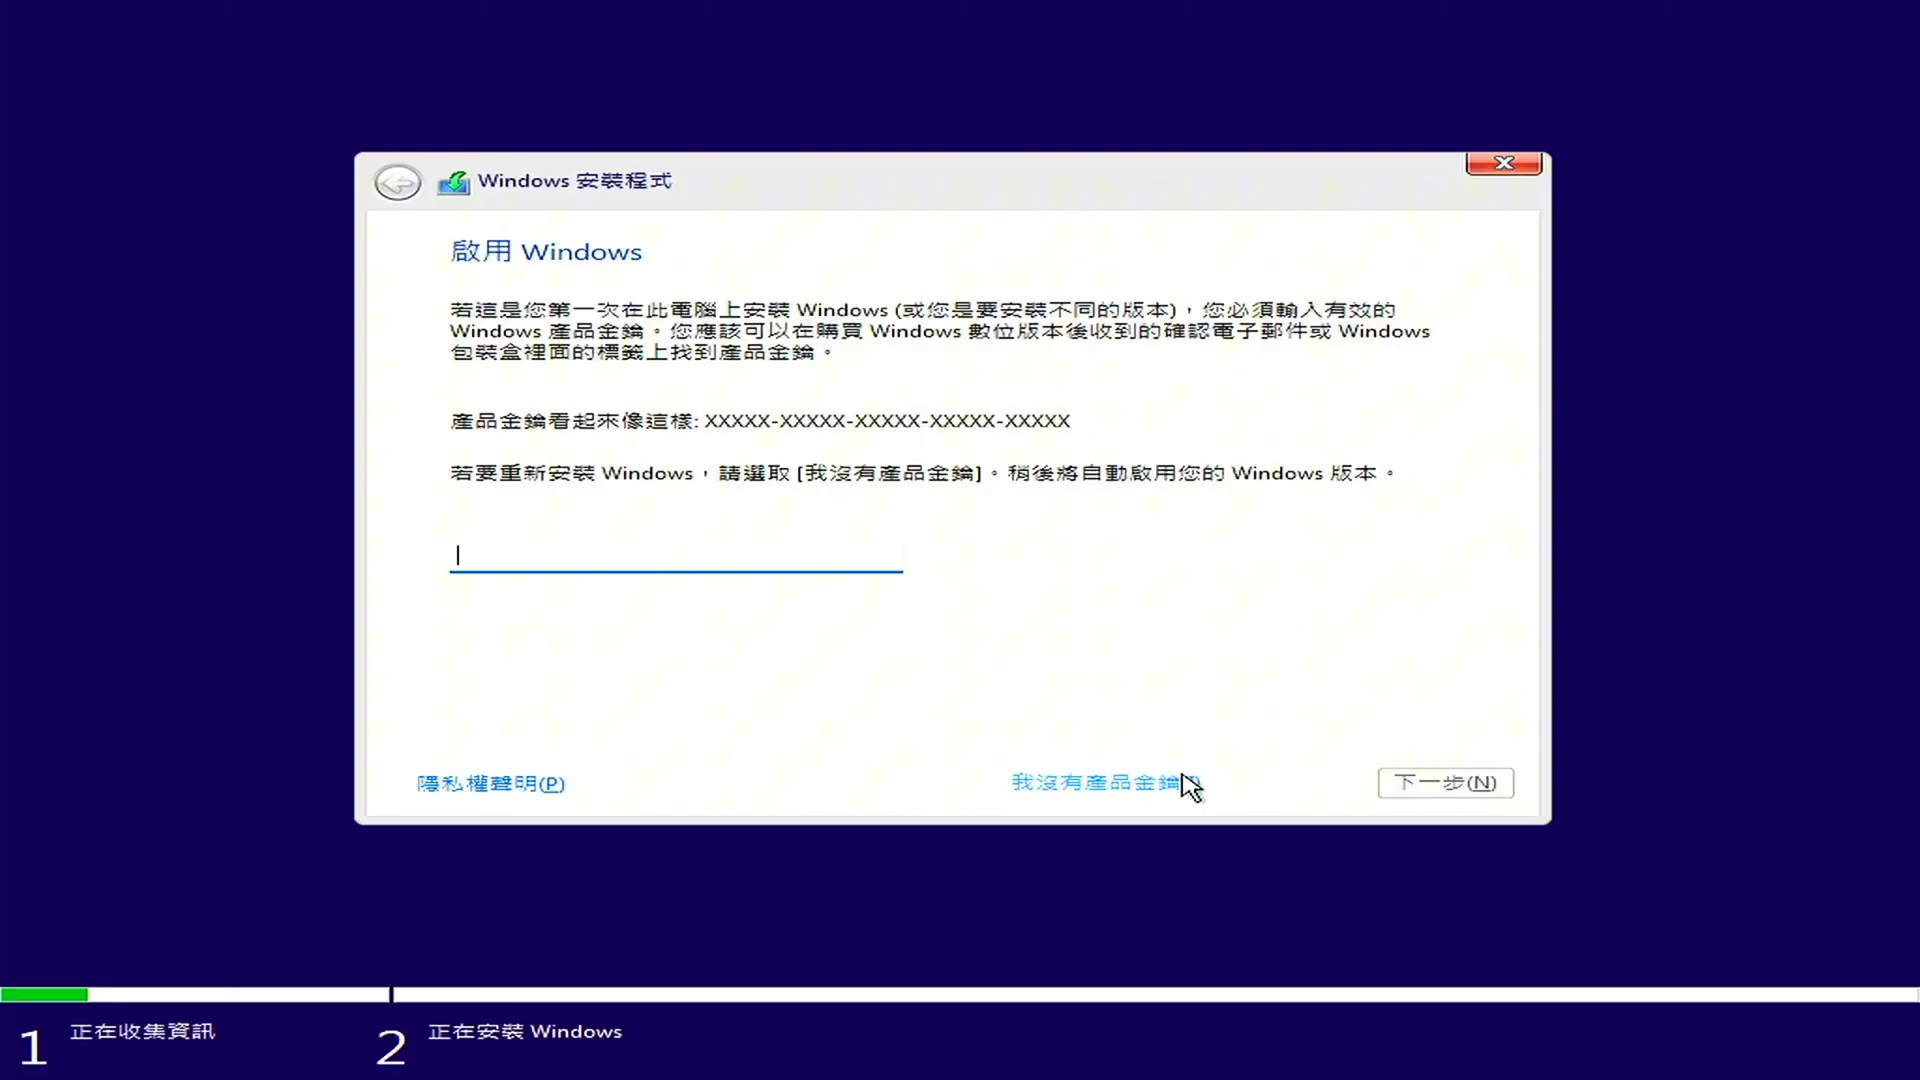 Windows 安裝程式
啟用 Windows
若這是您第一次在此電腦上安裝 Windows (或您是要安裝不同的版本)，您必須輸入有效的
Windows 產品金鑰。您應該可以在購買 Windows 數位版本後收到的確認電子郵件或 Windows
包裝盒裡面的標籤上找到產品金鑰。
產品金鑰看起來像這樣: XXXXX-XXXXX-XXXXX-XXXXX-XXXXX
若要重新安裝 Windows，請選取 [我沒有產品金鑰]。稍後將自動啟用您的 Windows 版本。
隱私權聲明(P)
我沒有產品金鑰
下一步(N)
1 正在收集資訊
2 正在安裝 Windows